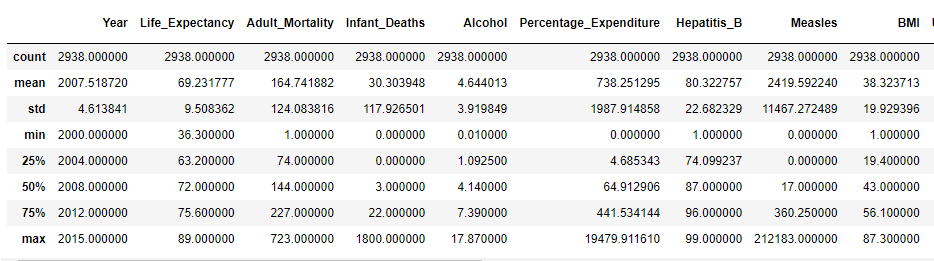 Year Life_Expectancy Adult_Mortality Infant_Deaths Alcohol Percentage_Expenditure Hepatitis_B Measles BMI
count 2938.000000 2938.000000 2938.000000 2938.000000 2938.000000 2938.000000 2938.000000 2938.000000 2938.000000
mean 2007.518720 69.231777 164.741882 30.303948 4.644013 738.251295 80.322757 2419.592240 38.323713
std 4.613841 9.508362 124.083816 117.926501 3.919849 1987.914858 22.682329 11467.272489 19.929396
min 2000.000000 36.300000 1.000000 0.000000 0.010000 0.000000 1.000000 0.000000 1.000000
25% 2004.000000 63.200000 74.000000 0.000000 1.092500 4.685343 74.099237 0.000000 19.400000
50% 2008.000000 72.000000 144.000000 3.000000 4.140000 64.912906 87.000000 17.000000 43.000000
75% 2012.000000 75.600000 227.000000 22.000000 7.390000 441.534144 96.000000 360.250000 56.100000
max 2015.000000 89.000000 723.000000 1800.000000 17.870000 19479.911610 99.000000 212183.000000 87.300000